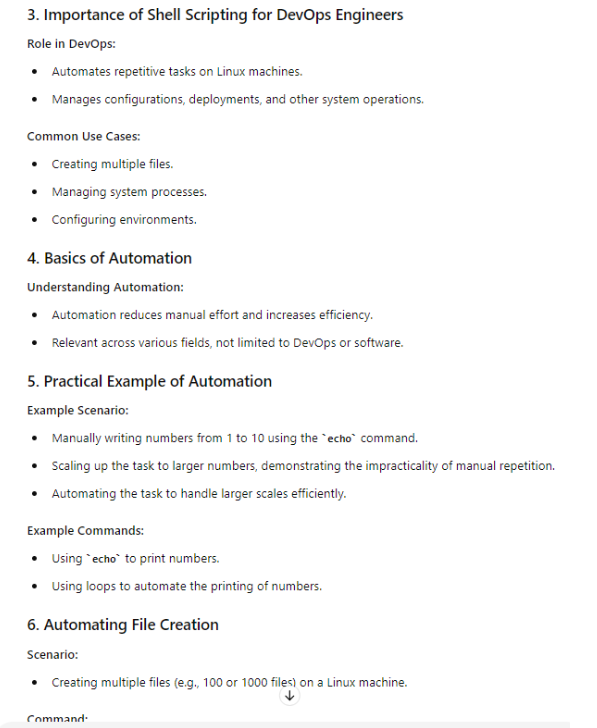 3. Importance of Shell Scripting for DevOps Engineers
Role in DevOps:
• Automates repetitive tasks on Linux machines.
• Manages configurations, deployments, and other system operations.
Common Use Cases:
• Creating multiple files.
• Managing system processes.
• Configuring environments.
4. Basics of Automation
Understanding Automation:
• Automation reduces manual effort and increases efficiency.
• Relevant across various fields, not limited to DevOps or software.
5. Practical Example of Automation
Example Scenario:
• Manually writing numbers from 1 to 10 using the `echo` command.
• Scaling up the task to larger numbers, demonstrating the impracticality of manual repetition.
• Automating the task to handle larger scales efficiently.
Example Commands:
• Using `echo` to print numbers.
• Using loops to automate the printing of numbers.
6. Automating File Creation
Scenario:
• Creating multiple files (e.g., 100 or 1000 files) on a Linux machine.
Command: